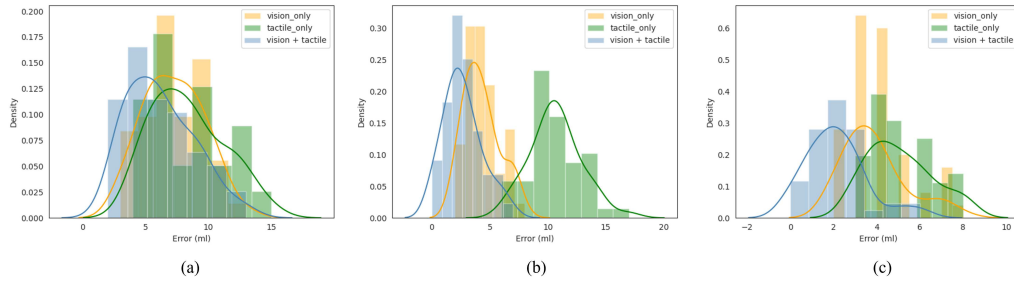 vision_only
tactile_only
vision + tactile
Density
0.200
0.175
0.150
0.125
0.100
0.075
0.050
0.025
0.000
0 5 10 15
Error (ml)
(a)
vision_only
tactile_only
vision + tactile
Density
0.30
0.25
0.20
0.15
0.10
0.05
0.00
0 5 10 15 20
Error (ml)
(b)
vision_only
tactile_only
vision + tactile
Density
0.6
0.5
0.4
0.3
0.2
0.1
0.0
−2 0 2 4 6 8 10
Error (ml)
(c)